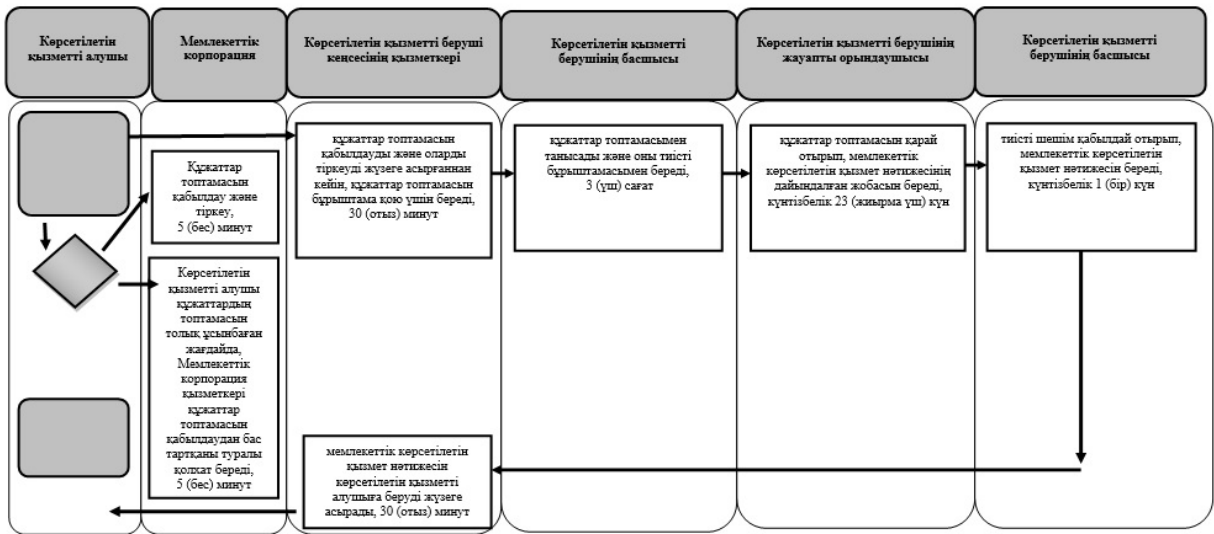 Көрсетілетін
қызметті алушы
Мемлекеттік
корпорация
Көрсетілетін қызметті беруші
кеңсесінің қызметкері
Көрсетілетін қызметті
берушінің басшысы
Көрсетілетін қызметті берушінің
жауапты орындаушысы
Көрсетілетін қызметті
берушінің басшысы
Құжаттар
топтамасын
қабылдау және
тіркеу,
5 (бес) минут
құжаттар топтамасын
қабылдауды және оларды
тіркеуді жүзеге асырғаннан
кейін, құжаттар топтамасын
бұрыштама қою үшін береді,
30 (отыз) минут
құжаттар топтамасымен
танысады және оны тиісті
бұрыштамасымен береді,
3 (үш) сағат
құжаттар топтамасын қарай
отырып, мемлекеттік
көрсетілетін қызмет нәтижесінің
дайындалған жобасын береді,
күнтізбелік 23 (жиырма үш) күн
тиісті шешім қабылдай отырып,
мемлекеттік көрсетілетін
қызмет нәтижесін береді,
күнтізбелік 1 (бір) күн
Көрсетілетін
қызметті алушы
құжаттардың
топтамасын
толық ұсынбаған
жағдайда,
Мемлекеттік
корпорация
қызметкері
құжаттар
топтамасын
қабылдаудан бас
тартқаны туралы
қолхат береді,
5 (бес) минут
мемлекеттік көрсетілетін
қызмет нәтижесін
көрсетілетін қызметті
алушыға беруді жүзеге
асырады, 30 (отыз) минут